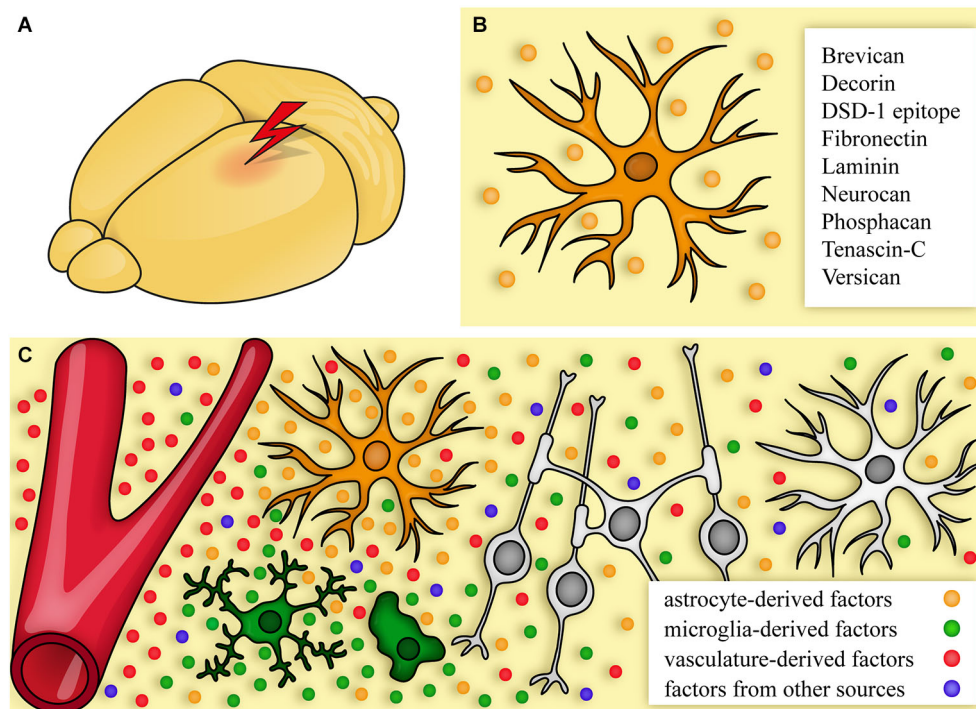 A
B
Brevican
Decorin
DSD-1 epitope
Fibronectin
Laminin
Neurocan
Phosphacan
Tenascin-C
Versican
C
astrocyte-derived factors
microglia-derived factors
vasculature-derived factors
factors from other sources